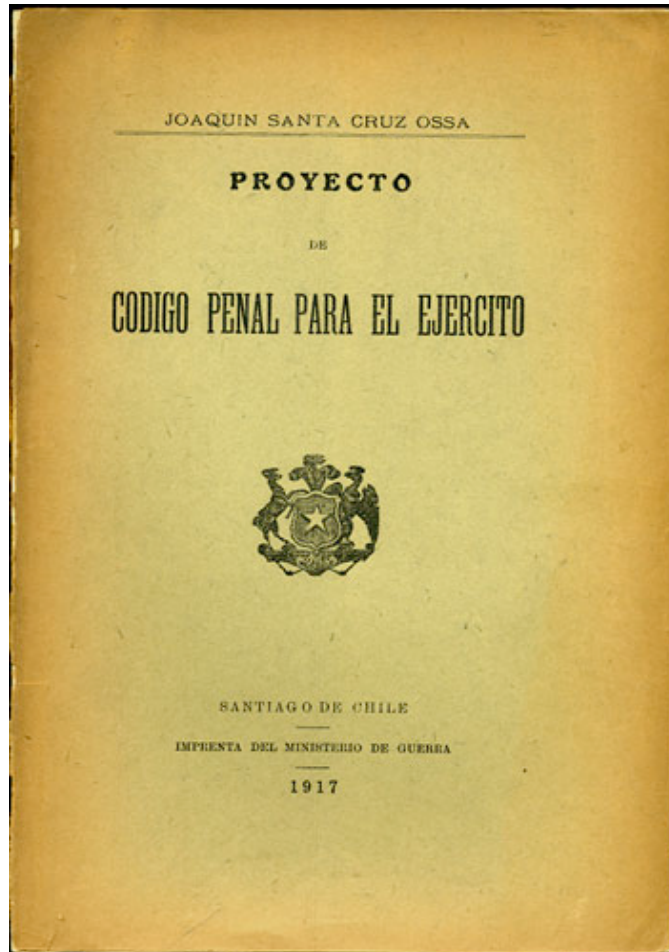 JOAQUIN SANTA CRUZ OSSA
PROYECTO
DE
CODIGO PENAL PARA EL EJERCITO
SANTIAGO DE CHILE
IMPRENTA DEL MINISTERIO DE GUERRA
1917